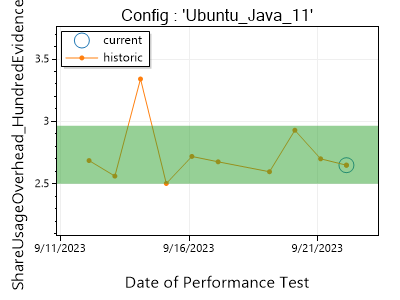 Config : 'Ubuntu_Java_11'
current
historic
ShareUsageOverhead_HundredEvidence
3.5
3
2.5
9/11/2023
9/16/2023
9/21/2023
Date of Performance Test